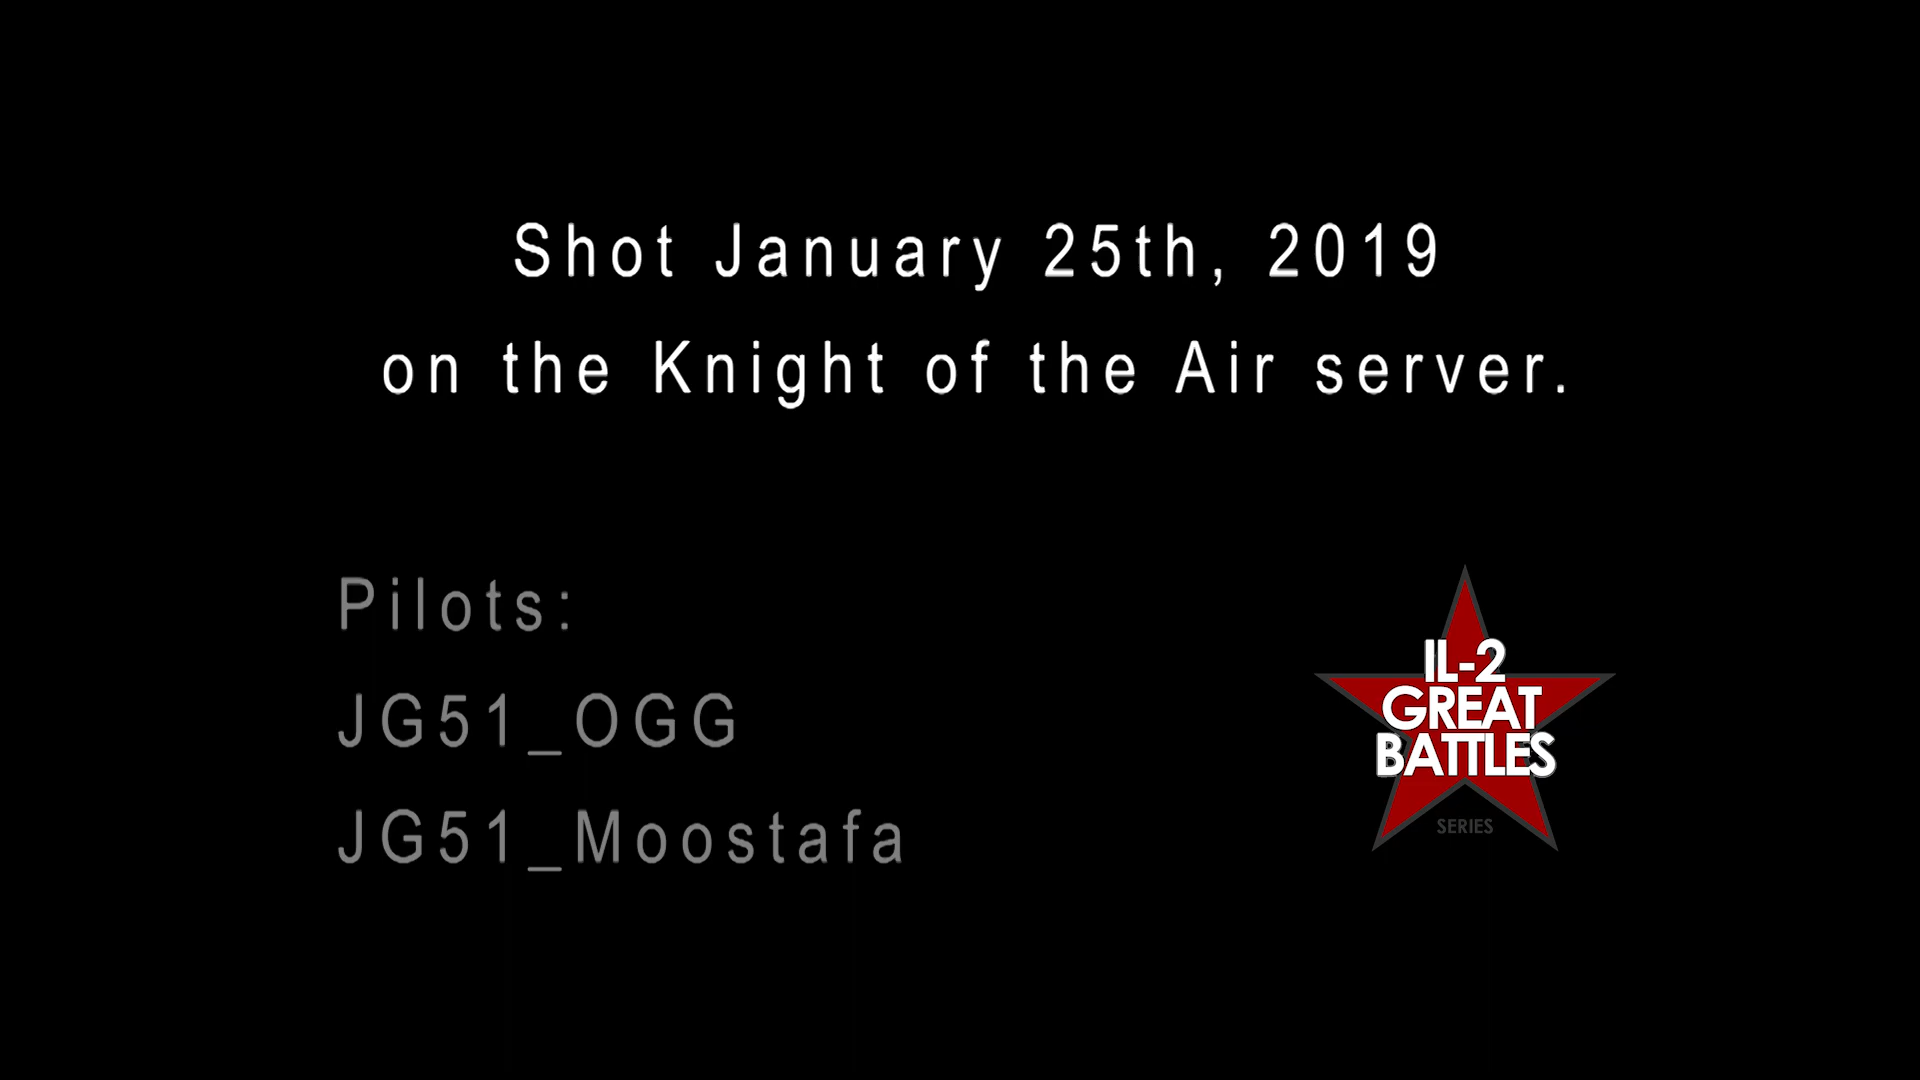 Shot January 25th, 2019
on the Knight of the Air server.
Pilots:
JG51_OGG
JG51_Moostafa
IL-2
GREAT
BATTLES
SERIES